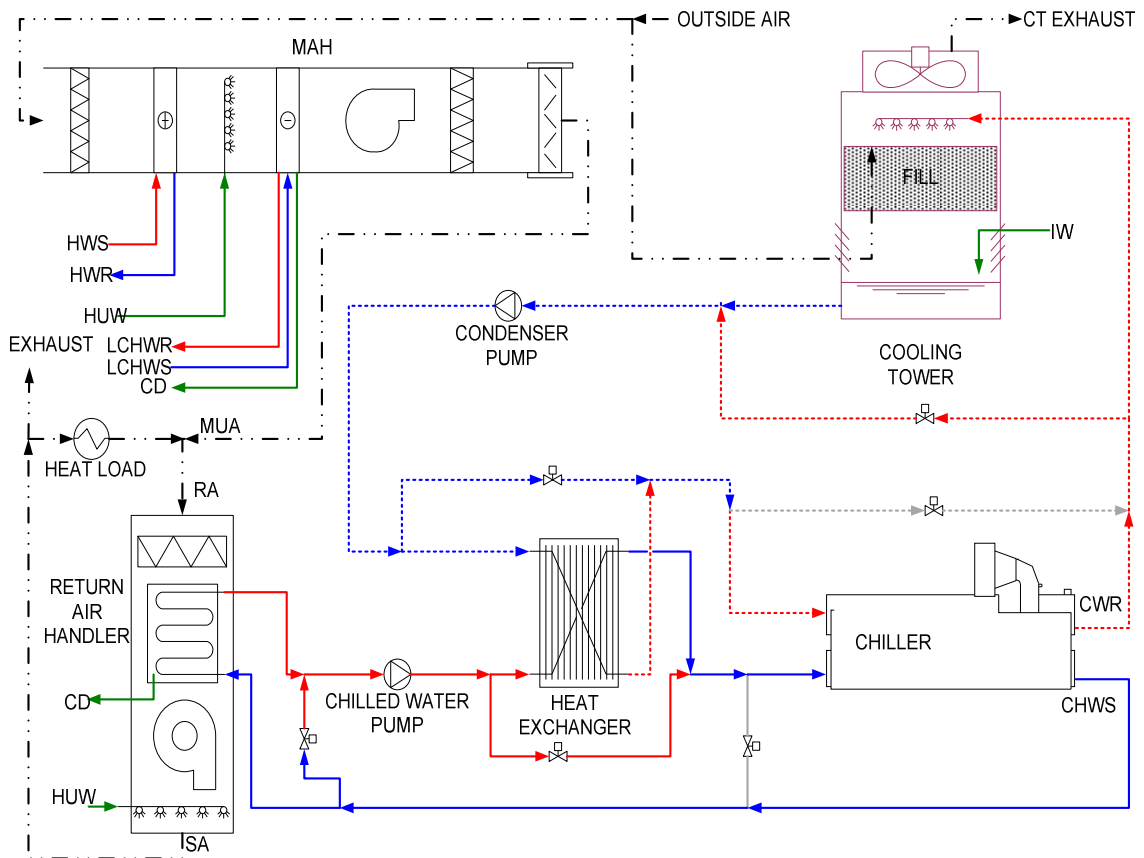 OUTSIDE AIR
CT EXHAUST
MAH
FILL
HWS
IW
HWR
HUW
CONDENSER
PUMP
EXHAUST
LCHWR
LCHWS
CD
COOLING
TOWER
MUA
HEAT LOAD
RA
RETURN
AIR
HANDLER
CWR
CHILLER
CD
CHILLED WATER
PUMP
HEAT
EXCHANGER
CHWS
HUW
SA